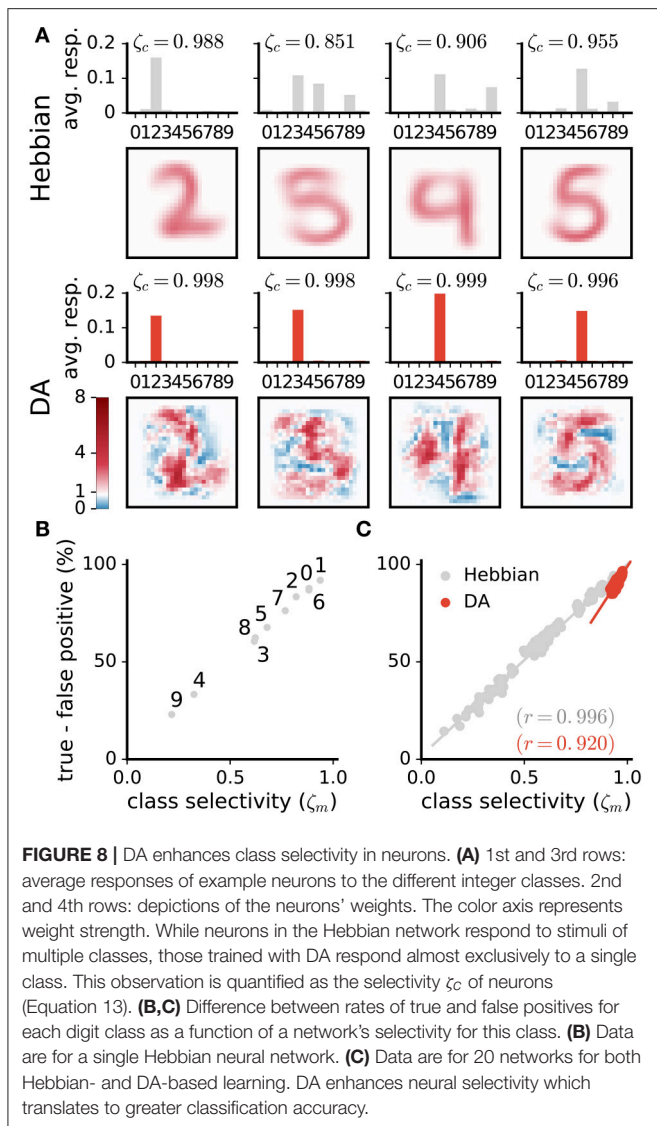 A
Hebbian
avg. resp.
0.2
0.1
0
ζc = 0.988
ζc = 0.851
ζc = 0.906
ζc = 0.955
0123456789 0123456789 0123456789 0123456789
DA
avg. resp.
0.2
0.1
0
ζc = 0.998
ζc = 0.998
ζc = 0.999
ζc = 0.996
0123456789 0123456789 0123456789 0123456789
8
4
1
0
B
true - false positive (%)
100
50
0
9
4
8
5
3
7
2
0
1
6
0.0 0.5 1.0
class selectivity (ζm)
C
100
50
0
Hebbian
DA
(r = 0.996)
(r = 0.920)
0.0 0.5 1.0
class selectivity (ζm)
FIGURE 8 | DA enhances class selectivity in neurons. (A) 1st and 3rd rows:
average responses of example neurons to the different integer classes. 2nd
and 4th rows: depictions of the neurons' weights. The color axis represents
weight strength. While neurons in the Hebbian network respond to stimuli of
multiple classes, those trained with DA respond almost exclusively to a single
class. This observation is quantified as the selectivity ζC of neurons
(Equation 13). (B,C) Difference between rates of true and false positives for
each digit class as a function of a network's selectivity for this class. (B) Data
are for a single Hebbian neural network. (C) Data are for 20 networks for both
Hebbian- and DA-based learning. DA enhances neural selectivity which
translates to greater classification accuracy.